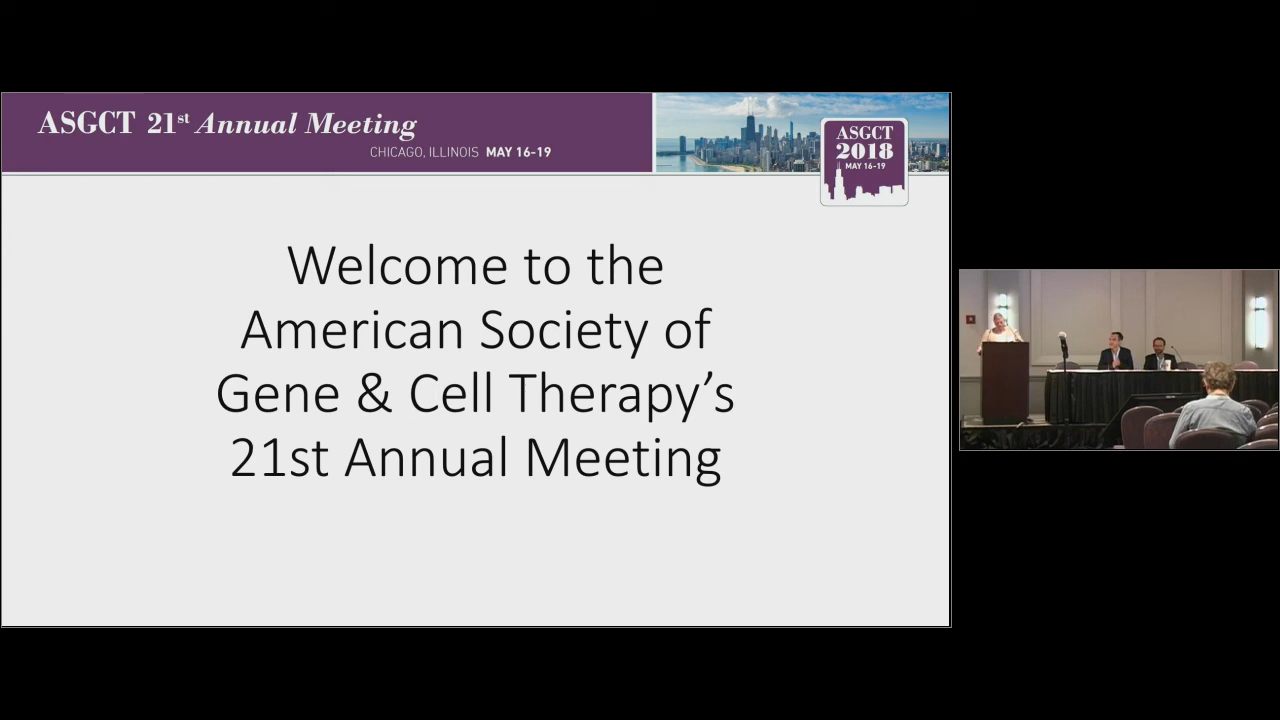 ASGCT 21st Annual Meeting
CHICAGO, ILLINOIS MAY 16-19
ASGCT
2018
MAY 16-19
Welcome to the
American Society of
Gene & Cell Therapy’s
21st Annual Meeting